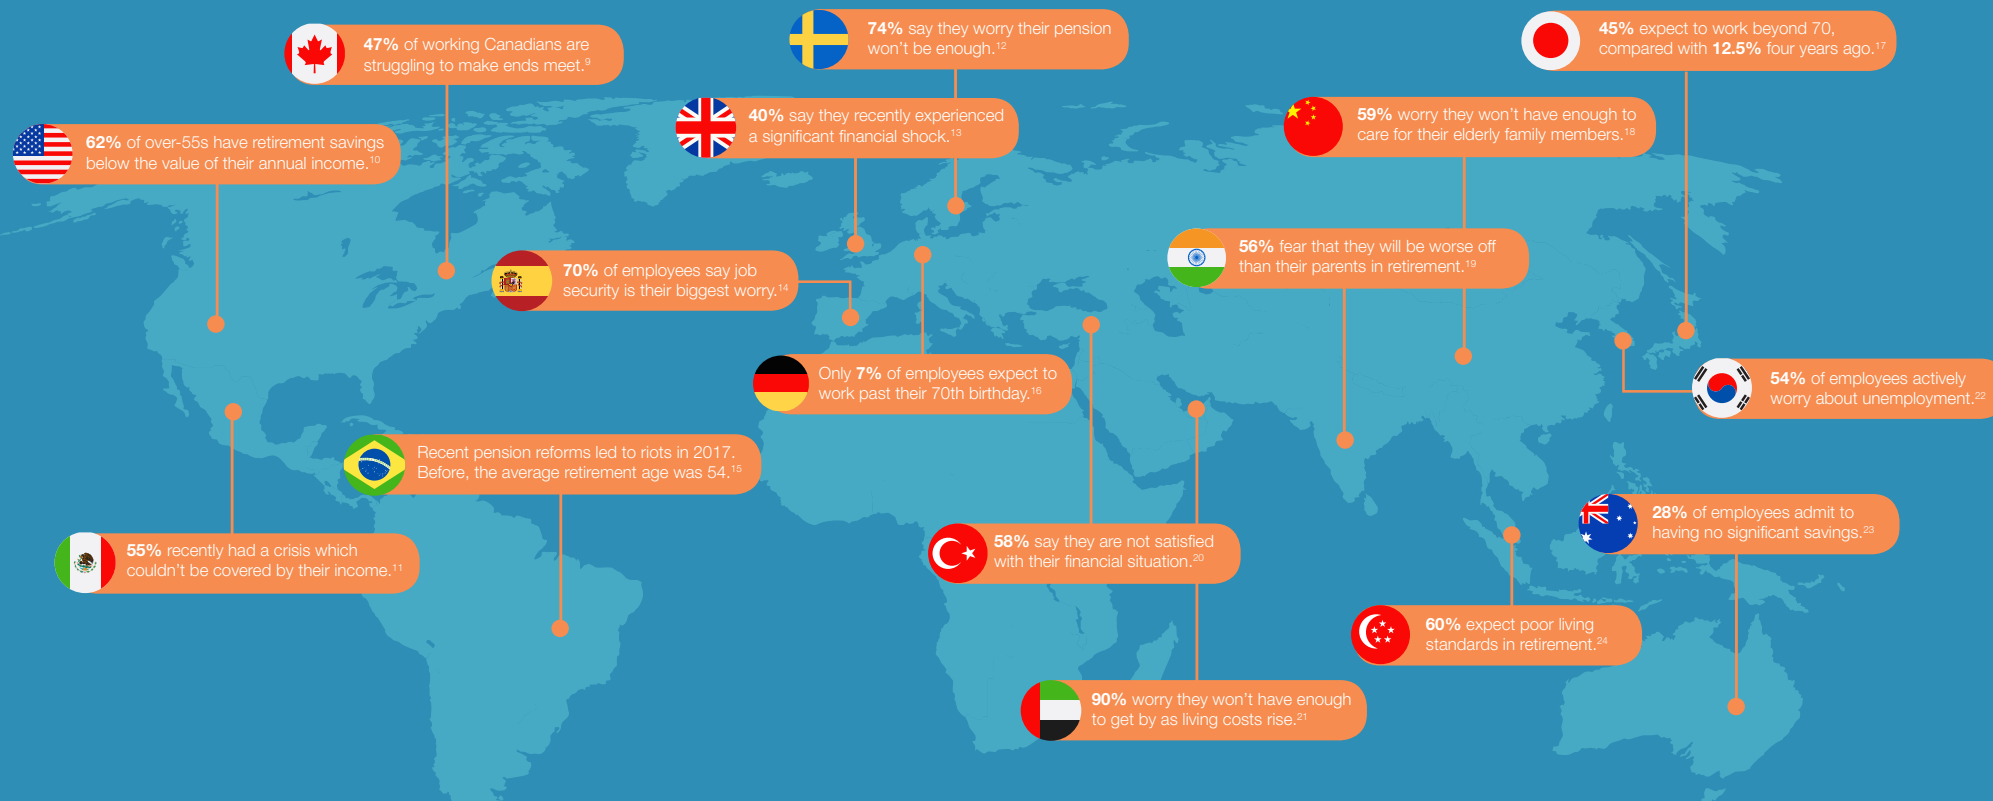 47% of working Canadians are
struggling to make ends meet.9
74% say they worry their pension
won't be enough.12
45% expect to work beyond 70,
compared with 12.5% four years ago.17
62% of over-55s have retirement savings
below the value of their annual income.10
40% say they recently experienced
a significant financial shock.13
59% worry they won't have enough to
care for their elderly family members.18
70% of employees say job
security is their biggest worry.14
56% fear that they will be worse off
than their parents in retirement.19
Only 7% of employees expect to
work past their 70th birthday.16
54% of employees actively
worry about unemployment.22
Recent pension reforms led to riots in 2017.
Before, the average retirement age was 54.15
55% recently had a crisis which
couldn't be covered by their income.11
58% say they are not satisfied
with their financial situation.20
28% of employees admit to
having no significant savings.23
60% expect poor living
standards in retirement.24
90% worry they won't have enough
to get by as living costs rise.21